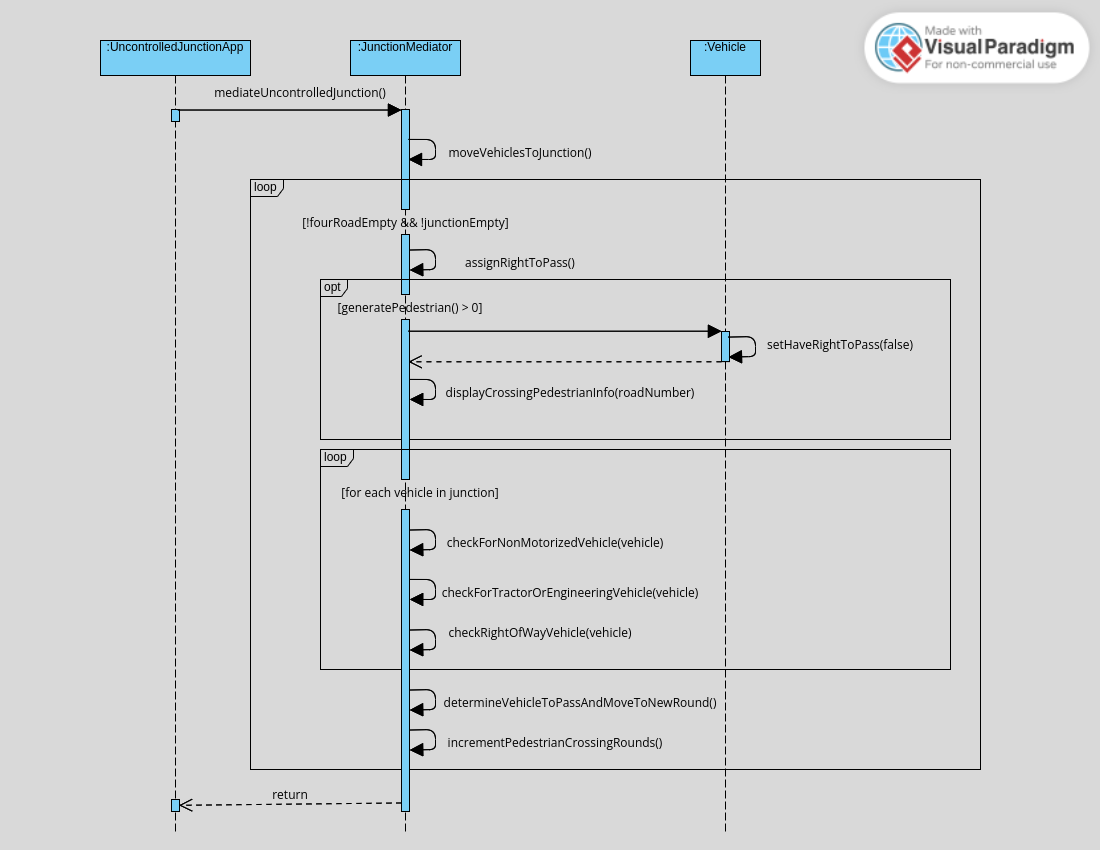 Made with
Visual Paradigm
For non-commercial use
:UncontrolledJunctionApp
:JunctionMediator
:Vehicle
mediateUncontrolledJunction()
moveVehiclesToJunction()
loop
[!fourRoadEmpty && !junctionEmpty]
assignRightToPass()
opt
[generatePedestrian() > 0]
setHaveRightToPass(false)
displayCrossingPedestrianInfo(roadNumber)
loop
[for each vehicle in junction]
checkForNonMotorizedVehicle(vehicle)
checkForTractorOrEngineeringVehicle(vehicle)
checkRightOfWayVehicle(vehicle)
determineVehicleToPassAndMoveToNewRound()
incrementPedestrianCrossingRounds()
return